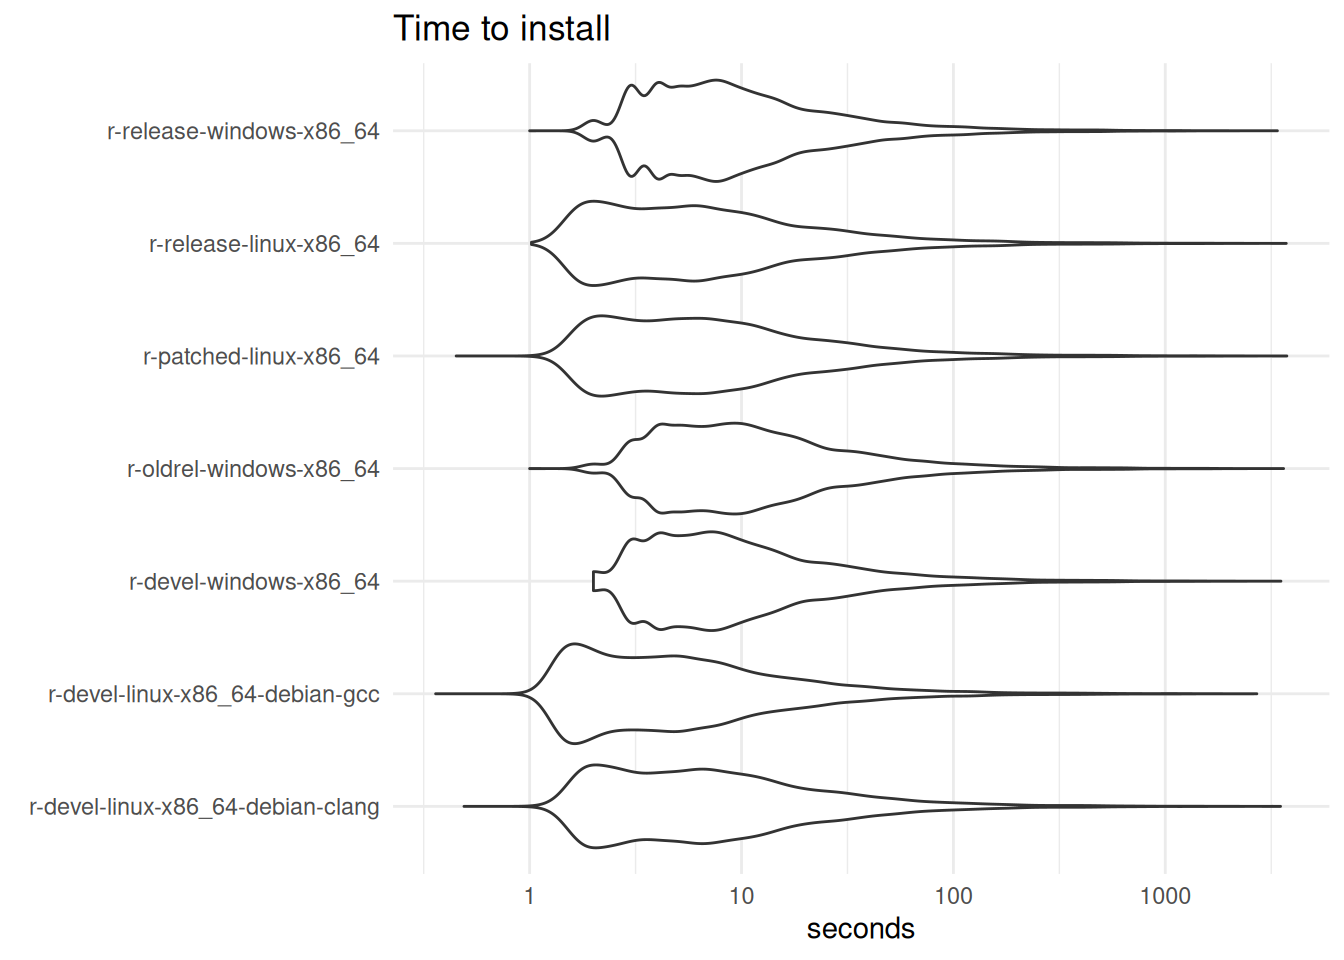 Time to install
r-release-windows-x86_64
r-release-linux-x86_64
r-patched-linux-x86_64
r-oldrel-windows-x86_64
r-devel-windows-x86_64
r-devel-linux-x86_64-debian-gcc
r-devel-linux-x86_64-debian-clang
1 10 100 1000
seconds